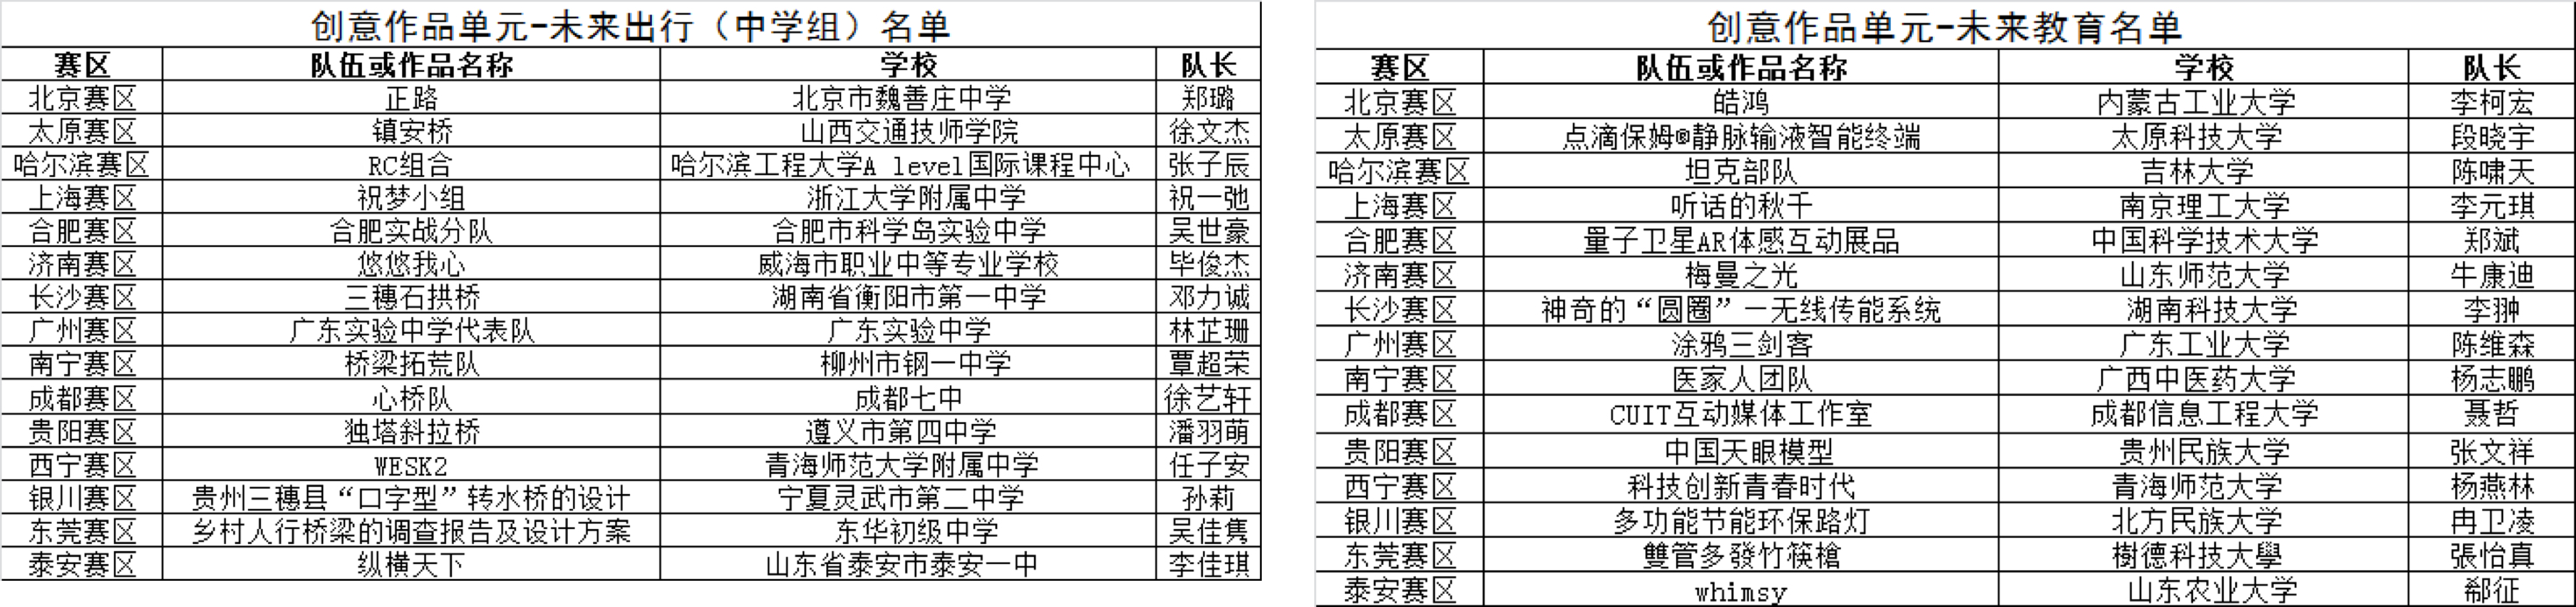 创意作品单元-未来出行（中学组）名单
赛区 队伍或作品名称 学校 队长
北京赛区 正路 北京市魏善庄中学 郑璐
太原赛区 镇安桥 山西交通技师学院 徐文杰
哈尔滨赛区 RC组合 哈尔滨工程大学A level国际课程中心 张子辰
上海赛区 祝梦小组 浙江大学附属中学 祝一弛
合肥赛区 合肥实战分队 合肥市科学岛实验中学 吴世豪
济南赛区 悠悠我心 威海市职业中等专业学校 毕俊杰
长沙赛区 三穗石拱桥 湖南省衡阳市第一中学 邓力诚
广州赛区 广东实验中学代表队 广东实验中学 林芷珊
南宁赛区 桥梁拓荒队 柳州市钢一中学 覃超荣
成都赛区 心桥队 成都七中 徐艺轩
贵阳赛区 独塔斜拉桥 遵义市第四中学 潘羽萌
西宁赛区 WESK2 青海师范大学附属中学 任子安
银川赛区 贵州三穗县“口字型”转水桥的设计 宁夏灵武市第二中学 孙莉
东莞赛区 乡村人行桥梁的调查报告及设计方案 东华初级中学 吴佳隽
泰安赛区 纵横天下 山东省泰安市泰安一中 李佳琪
创意作品单元-未来教育名单
赛区 队伍或作品名称 学校 队长
北京赛区 皓鸿 内蒙古工业大学 李柯宏
太原赛区 点滴保姆®静脉输液智能终端 太原科技大学 段晓宇
哈尔滨赛区 坦克部队 吉林大学 陈啸天
上海赛区 听话的秋千 南京理工大学 李元琪
合肥赛区 量子卫星AR体感互动展品 中国科学技术大学 郑斌
济南赛区 梅曼之光 山东师范大学 牛康迪
长沙赛区 神奇的“圆圈”—无线传能系统 湖南科技大学 李翀
广州赛区 涂鸦三剑客 广东工业大学 陈维森
南宁赛区 医家人团队 广西中医药大学 杨志鹏
成都赛区 CUIT互动媒体工作室 成都信息工程大学 聂哲
贵阳赛区 中国天眼模型 贵州民族大学 张文祥
西宁赛区 科技创新青春时代 青海师范大学 杨燕林
银川赛区 多功能节能环保路灯 北方民族大学 冉卫凌
东莞赛区 雙管多發竹筷槍 樹德科技大學 張怡真
泰安赛区 whimsy 山东农业大学 郗征